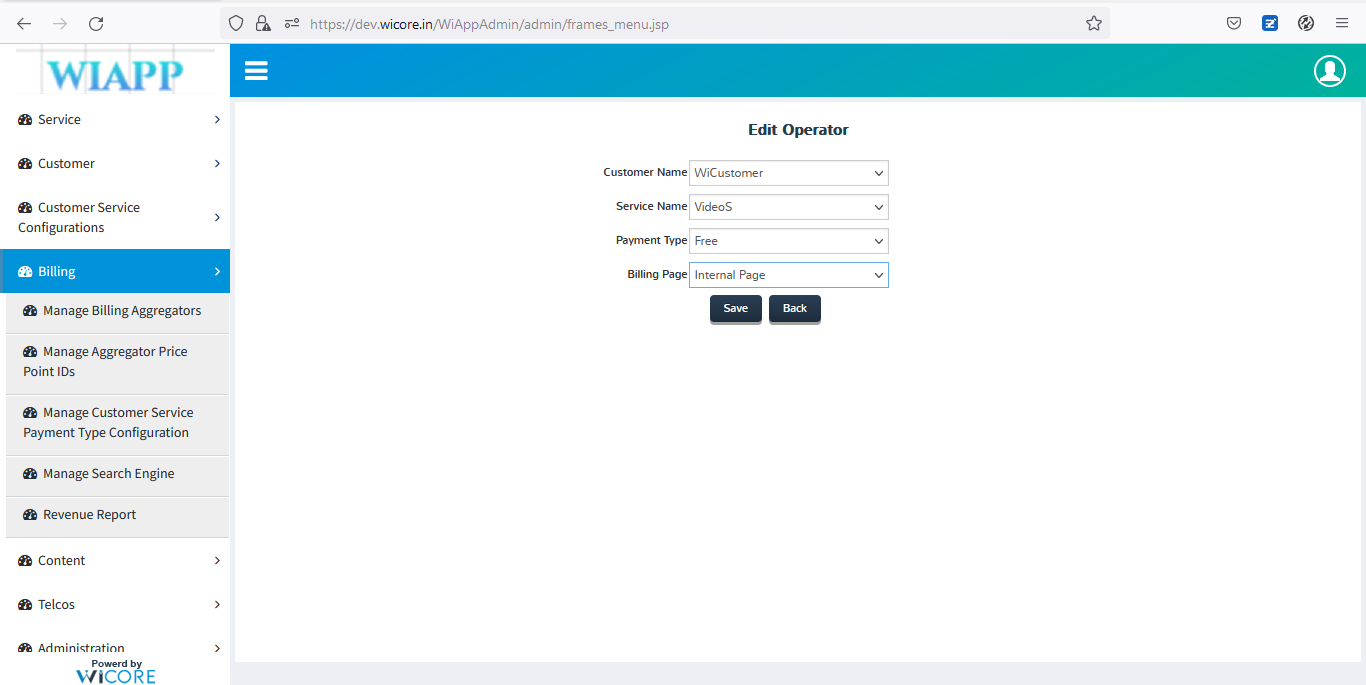 https://dev.wicore.in/WiAppAdmin/admin/frames_menu.jsp
WIAPP
Service
Customer
Customer Service
Configurations
Billing
Manage Billing Aggregators
Manage Aggregator Price
Point IDs
Manage Customer Service
Payment Type Configuration
Manage Search Engine
Revenue Report
Content
Telcos
Administration
Powerd by
WiCORE
Edit Operator
Customer Name WiCustomer
Service Name VideoS
Payment Type Free
Billing Page Internal Page
Save Back